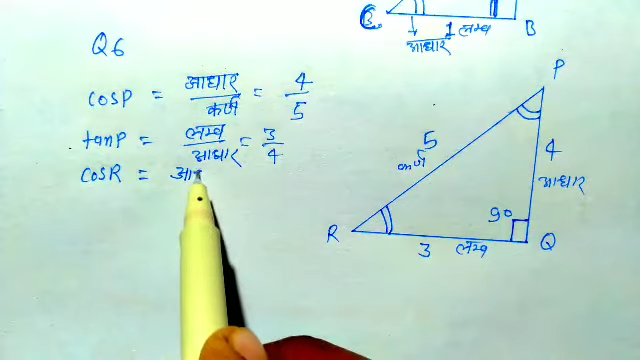 C 1 लम्ब B
आधार
Q6
cosP = आधार/कर्ण = 4/5
tanP = लम्ब/आधार = 3/4
cosR = आ
P
5 4
कर्ण आधार
90
R 3 लम्ब Q